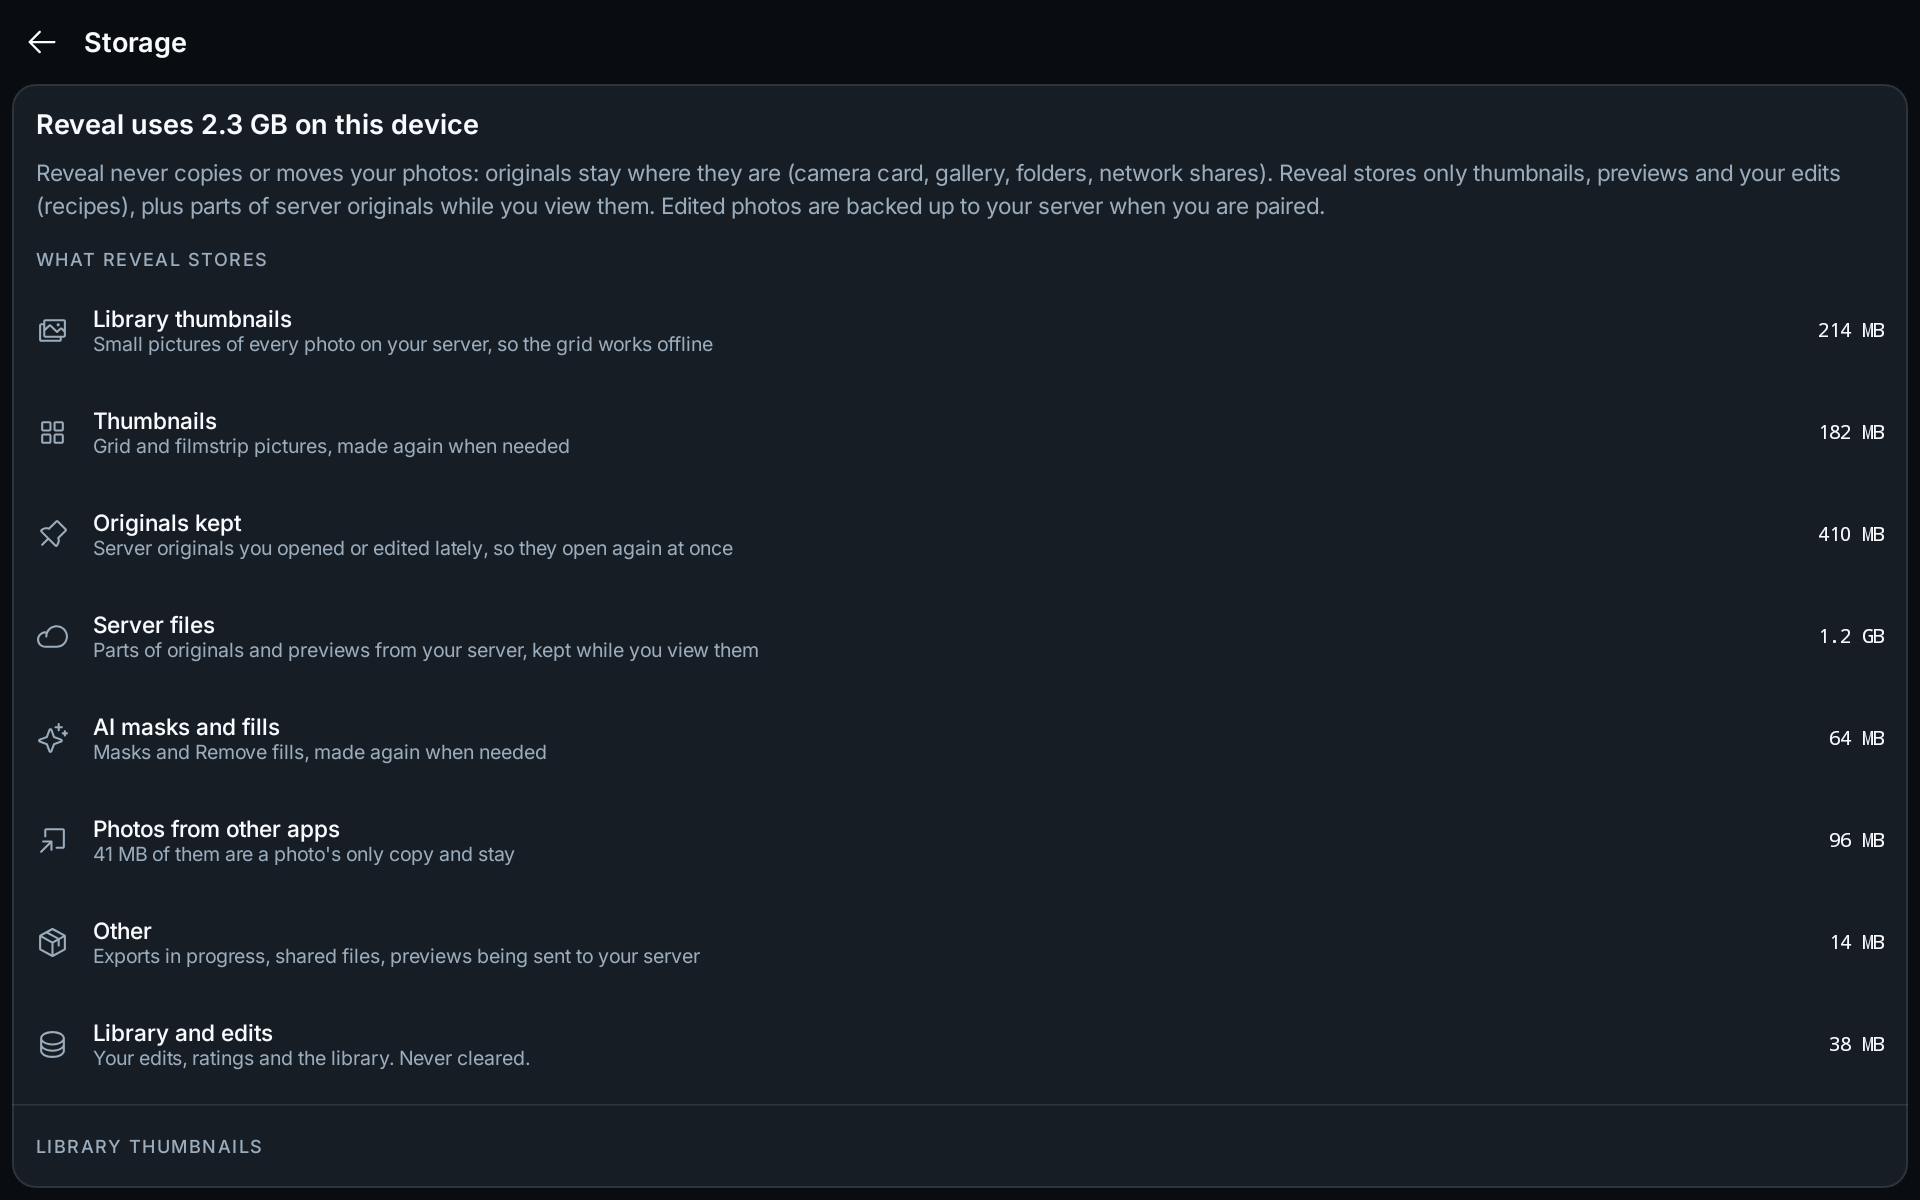 Storage
Reveal uses 2.3 GB on this device
Reveal never copies or moves your photos: originals stay where they are (camera card, gallery, folders, network shares). Reveal stores only thumbnails, previews and your edits
(recipes), plus parts of server originals while you view them. Edited photos are backed up to your server when you are paired.
WHAT REVEAL STORES
Library thumbnails
Small pictures of every photo on your server, so the grid works offline
214 MB
Thumbnails
Grid and filmstrip pictures, made again when needed
182 MB
Originals kept
Server originals you opened or edited lately, so they open again at once
410 MB
Server files
Parts of originals and previews from your server, kept while you view them
1.2 GB
AI masks and fills
Masks and Remove fills, made again when needed
64 MB
Photos from other apps
41 MB of them are a photo's only copy and stay
96 MB
Other
Exports in progress, shared files, previews being sent to your server
14 MB
Library and edits
Your edits, ratings and the library. Never cleared.
38 MB
LIBRARY THUMBNAILS